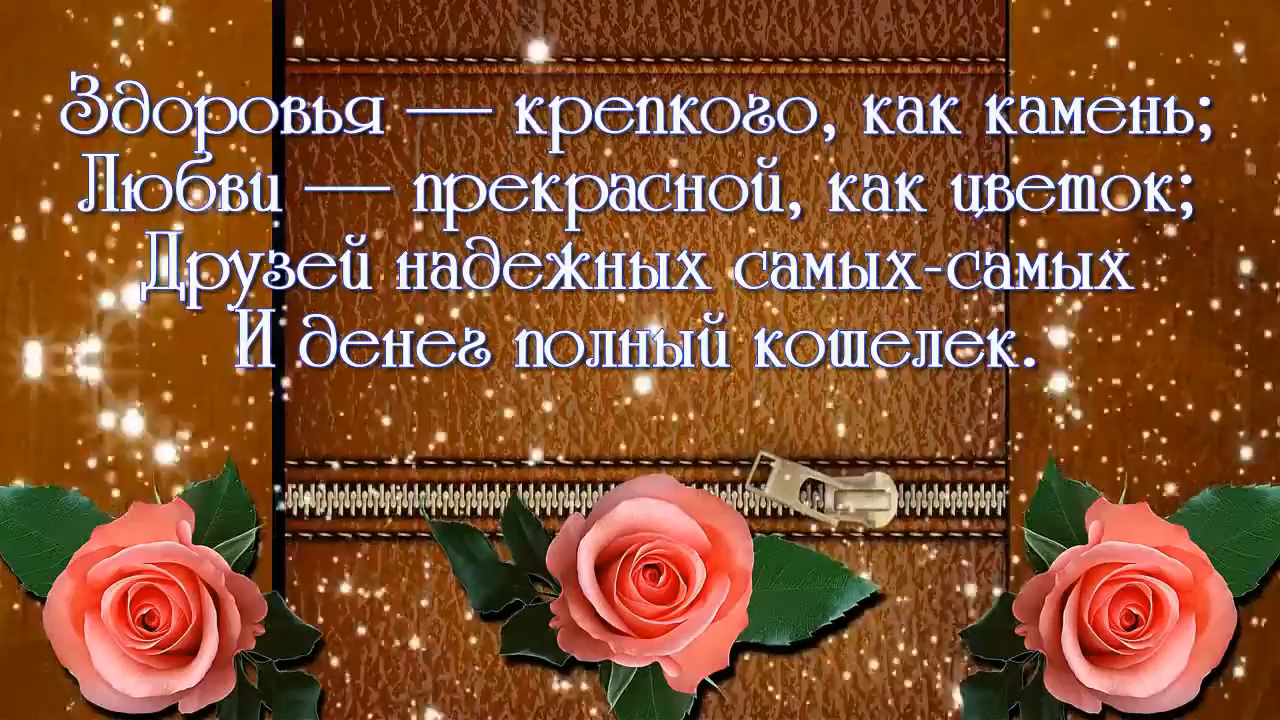 Здоровья — крепкого, как камень;
Любви — прекрасной, как цветок;
Друзей надежных самых-самых
И денег полный кошелек.